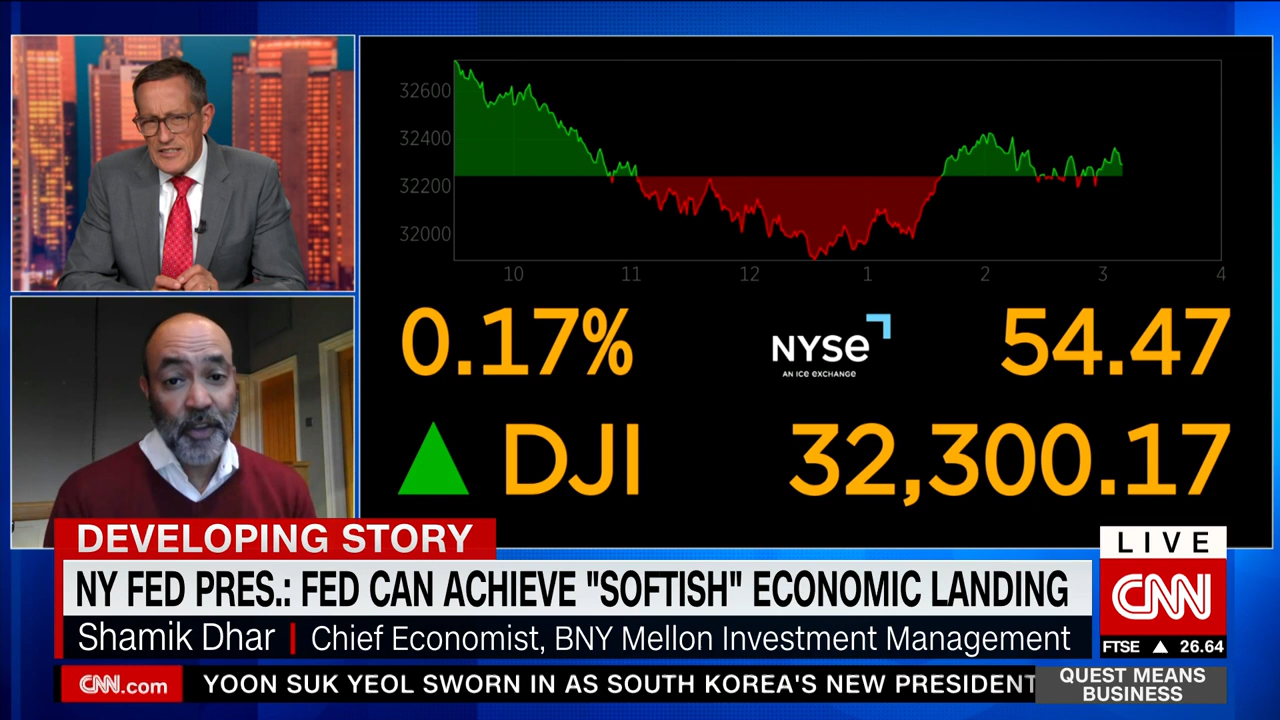 32600
32400
32200
32000
10 11 12 1 2 3 4
0.17% NYSE 54.47
AN ICE EXCHANGE
DJI 32,300.17
DEVELOPING STORY
LIVE
NY FED PRES.: FED CAN ACHIEVE "SOFTISH" ECONOMIC LANDING
CNN
Shamik Dhar | Chief Economist, BNY Mellon Investment Management
FTSE ▲ 26.64
CNN.com YOON SUK YEOL SWORN IN AS SOUTH KOREA'S NEW PRESIDENT
QUEST MEANS
BUSINESS